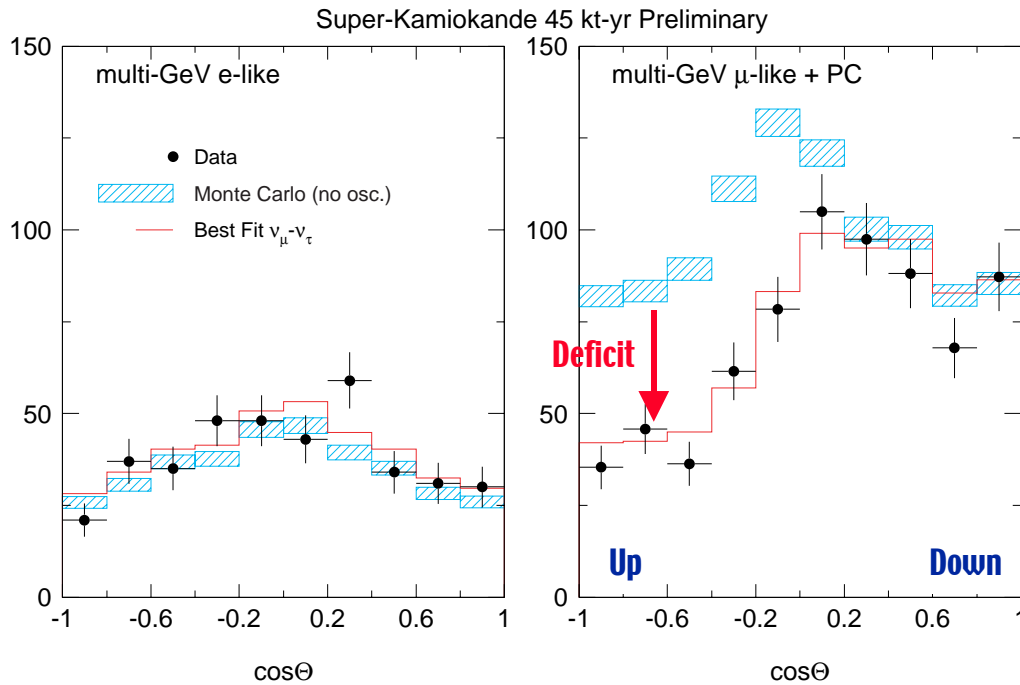 Super-Kamiokande 45 kt-yr Preliminary
150
100
50
0
multi-GeV e-like
Data
Monte Carlo (no osc.)
Best Fit νμ-ντ
-1 -0.6 -0.2 0.2 0.6 1
cosΘ
150
100
50
0
multi-GeV μ-like + PC
Deficit
Up Down
-1 -0.6 -0.2 0.2 0.6 1
cosΘ